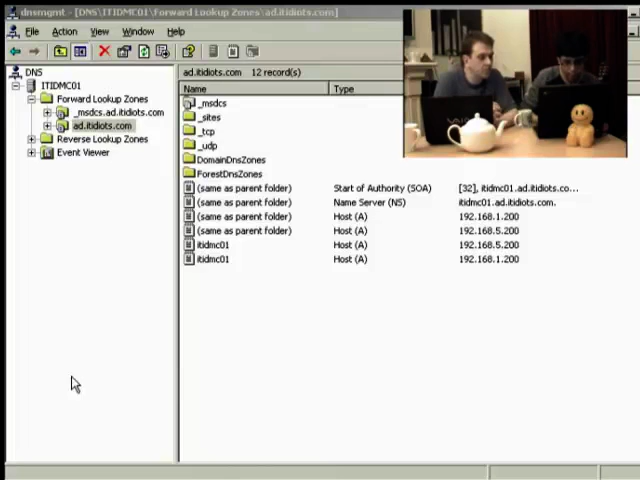 dnsmgmt - [DNS\ITIDMC01\Forward Lookup Zones\ad.itidiots.com]
File Action View Window Help
DNS
ITIDMC01
Forward Lookup Zones
_msdcs.ad.itidiots.com
ad.itidiots.com
Reverse Lookup Zones
Event Viewer
ad.itidiots.com 12 record(s)
Name Type
_msdcs
_sites
_tcp
_udp
DomainDnsZones
ForestDnsZones
(same as parent folder) Start of Authority (SOA) [32], itidmc01.ad.itidiots.co...
(same as parent folder) Name Server (NS) itidmc01.ad.itidiots.com.
(same as parent folder) Host (A) 192.168.1.200
(same as parent folder) Host (A) 192.168.5.200
itidmc01 Host (A) 192.168.5.200
itidmc01 Host (A) 192.168.1.200